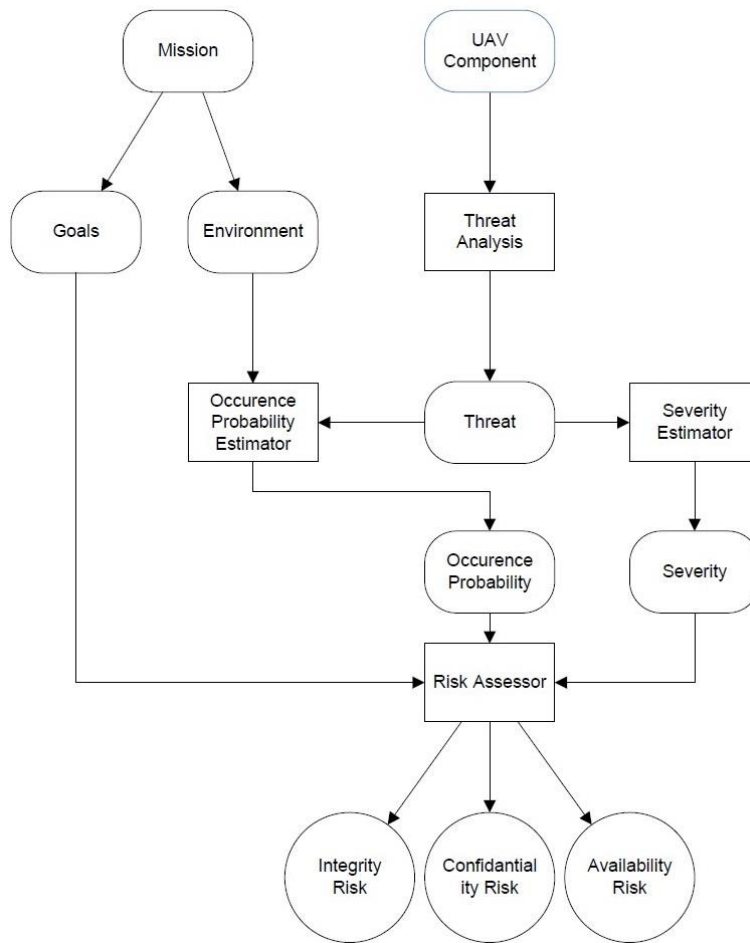 Mission
UAV
Component
Goals
Environment
Threat
Analysis
Occurence
Probability
Estimator
Threat
Severity
Estimator
Occurence
Probability
Severity
Risk Assessor
Integrity
Risk
Confidantial
ity Risk
Availability
Risk